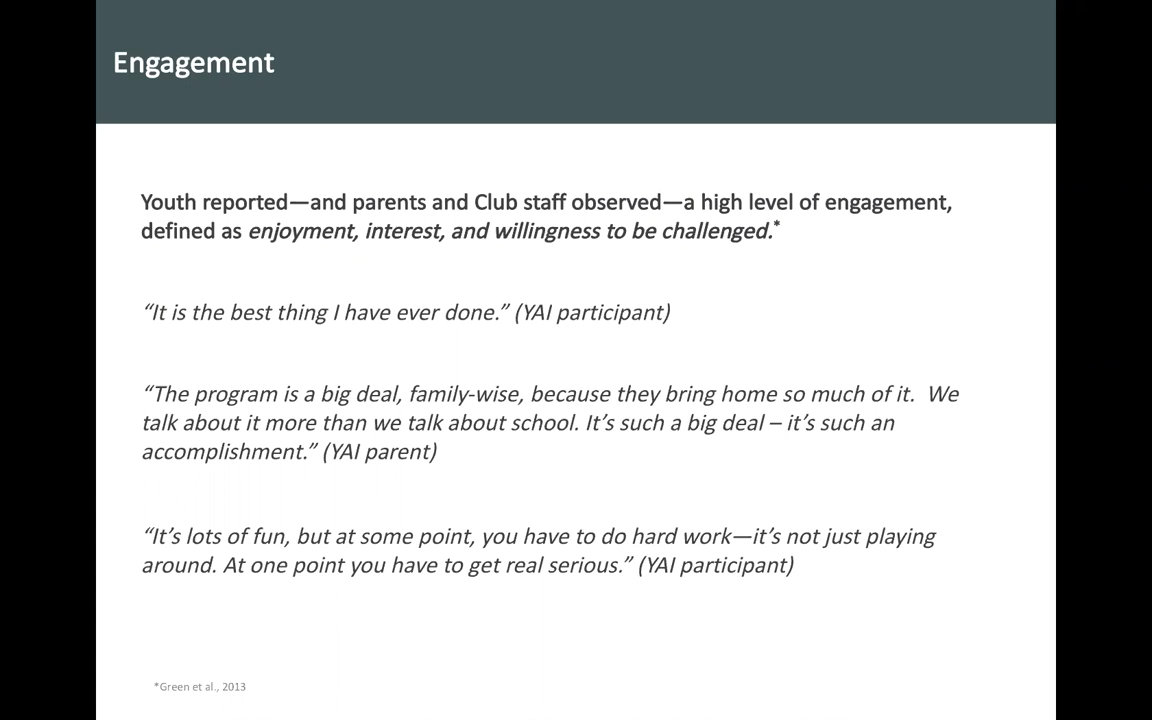 Engagement
Youth reported—and parents and Club staff observed—a high level of engagement,
defined as enjoyment, interest, and willingness to be challenged.*
“It is the best thing I have ever done.” (YAI participant)
“The program is a big deal, family-wise, because they bring home so much of it.  We
talk about it more than we talk about school. It’s such a big deal – it’s such an
accomplishment.” (YAI parent)
“It’s lots of fun, but at some point, you have to do hard work—it’s not just playing
around. At one point you have to get real serious.” (YAI participant)
*Green et al., 2013